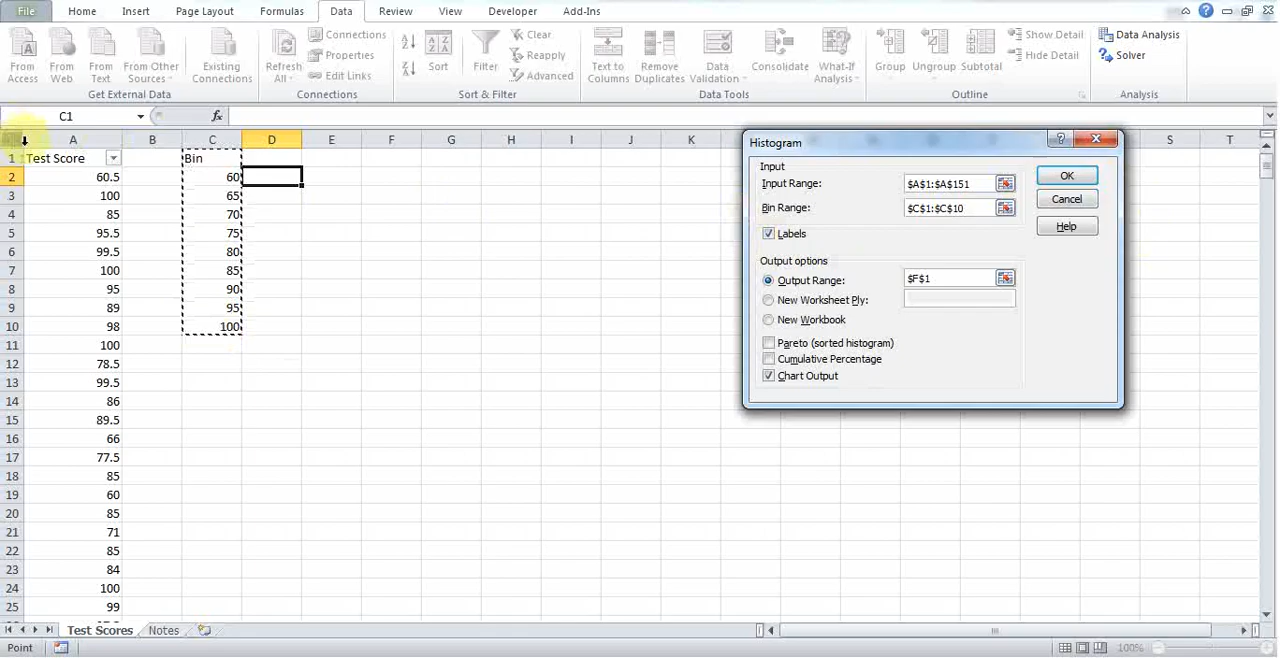 File Home Insert Page Layout Formulas Data Review View Developer Add-Ins
From Access
From Web
From Text
From Other Sources
Existing Connections
Refresh All
Connections
Properties
Edit Links
Sort
Filter
Clear
Reapply
Advanced
Text to Columns
Remove Duplicates
Data Validation
Consolidate
What-If Analysis
Group
Ungroup
Subtotal
Show Detail
Hide Detail
Data Analysis
Solver
Get External Data Connections Sort & Filter Data Tools Outline Analysis
C1 fx
A B C D E F G H I J K S T
1 Test Score Bin
2 60.5 60
3 100 65
4 85 70
5 95.5 75
6 99.5 80
7 100 85
8 95 90
9 89 95
10 98 100
11 100
12 78.5
13 99.5
14 86
15 89.5
16 66
17 77.5
18 85
19 60
20 85
21 71
22 85
23 84
24 100
25 99
Histogram
Input
Input Range: $A$1:$A$151
Bin Range: $C$1:$C$10
Labels
Output options
Output Range: $F$1
New Worksheet Ply:
New Workbook
Pareto (sorted histogram)
Cumulative Percentage
Chart Output
OK
Cancel
Help
Test Scores Notes
Point 100%